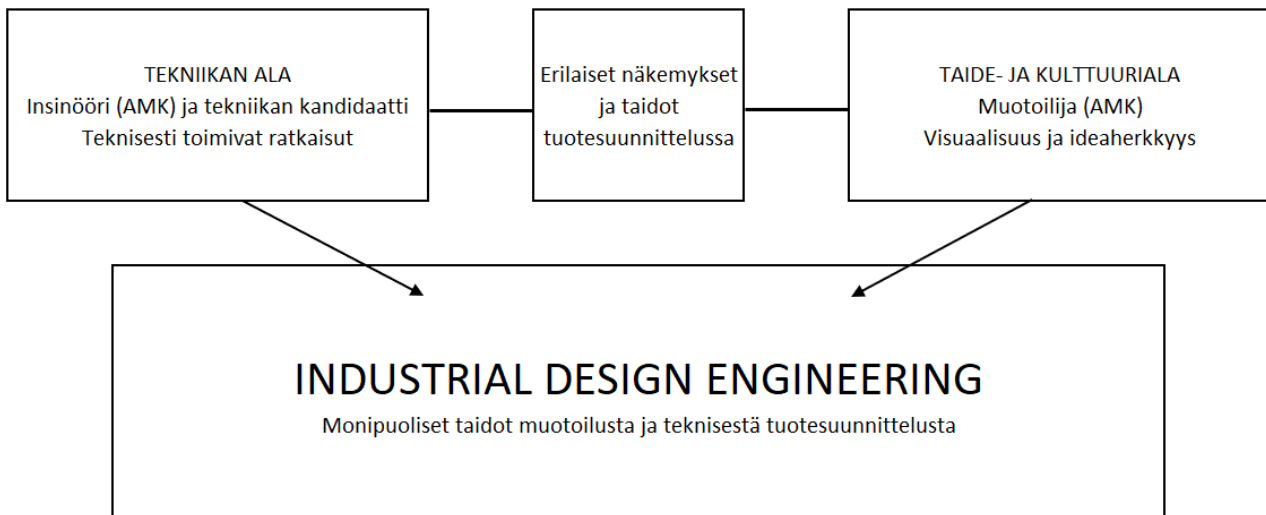 TEKNIIKAN ALA
Insinööri (AMK) ja tekniikan kandidaatti
Teknisesti toimivat ratkaisut
Erilaiset näkemykset
ja taidot
tuotesuunnittelussa
TAIDE- JA KULTTUURIALA
Muotoilija (AMK)
Visuaalisuus ja ideaherkkyys
INDUSTRIAL DESIGN ENGINEERING
Monipuoliset taidot muotoilusta ja teknisestä tuotesuunnittelusta